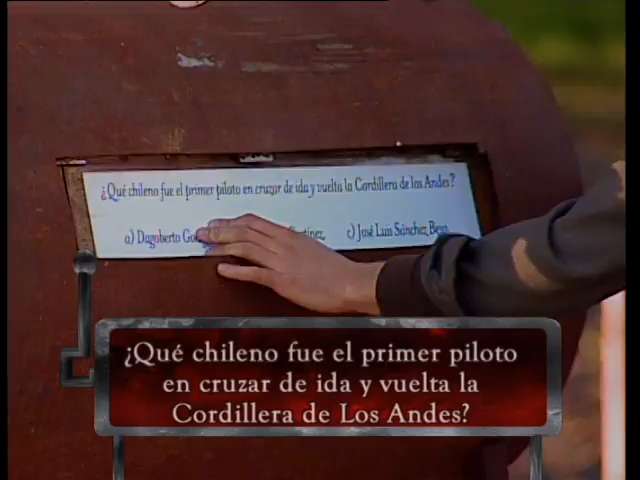 ¿Qué chileno fue el primer piloto en cruzar de ida y vuelta la Cordillera de los Andes?
a) Dagoberto c) José Luis Sánchez
¿Qué chileno fue el primer piloto
en cruzar de ida y vuelta la
Cordillera de Los Andes?